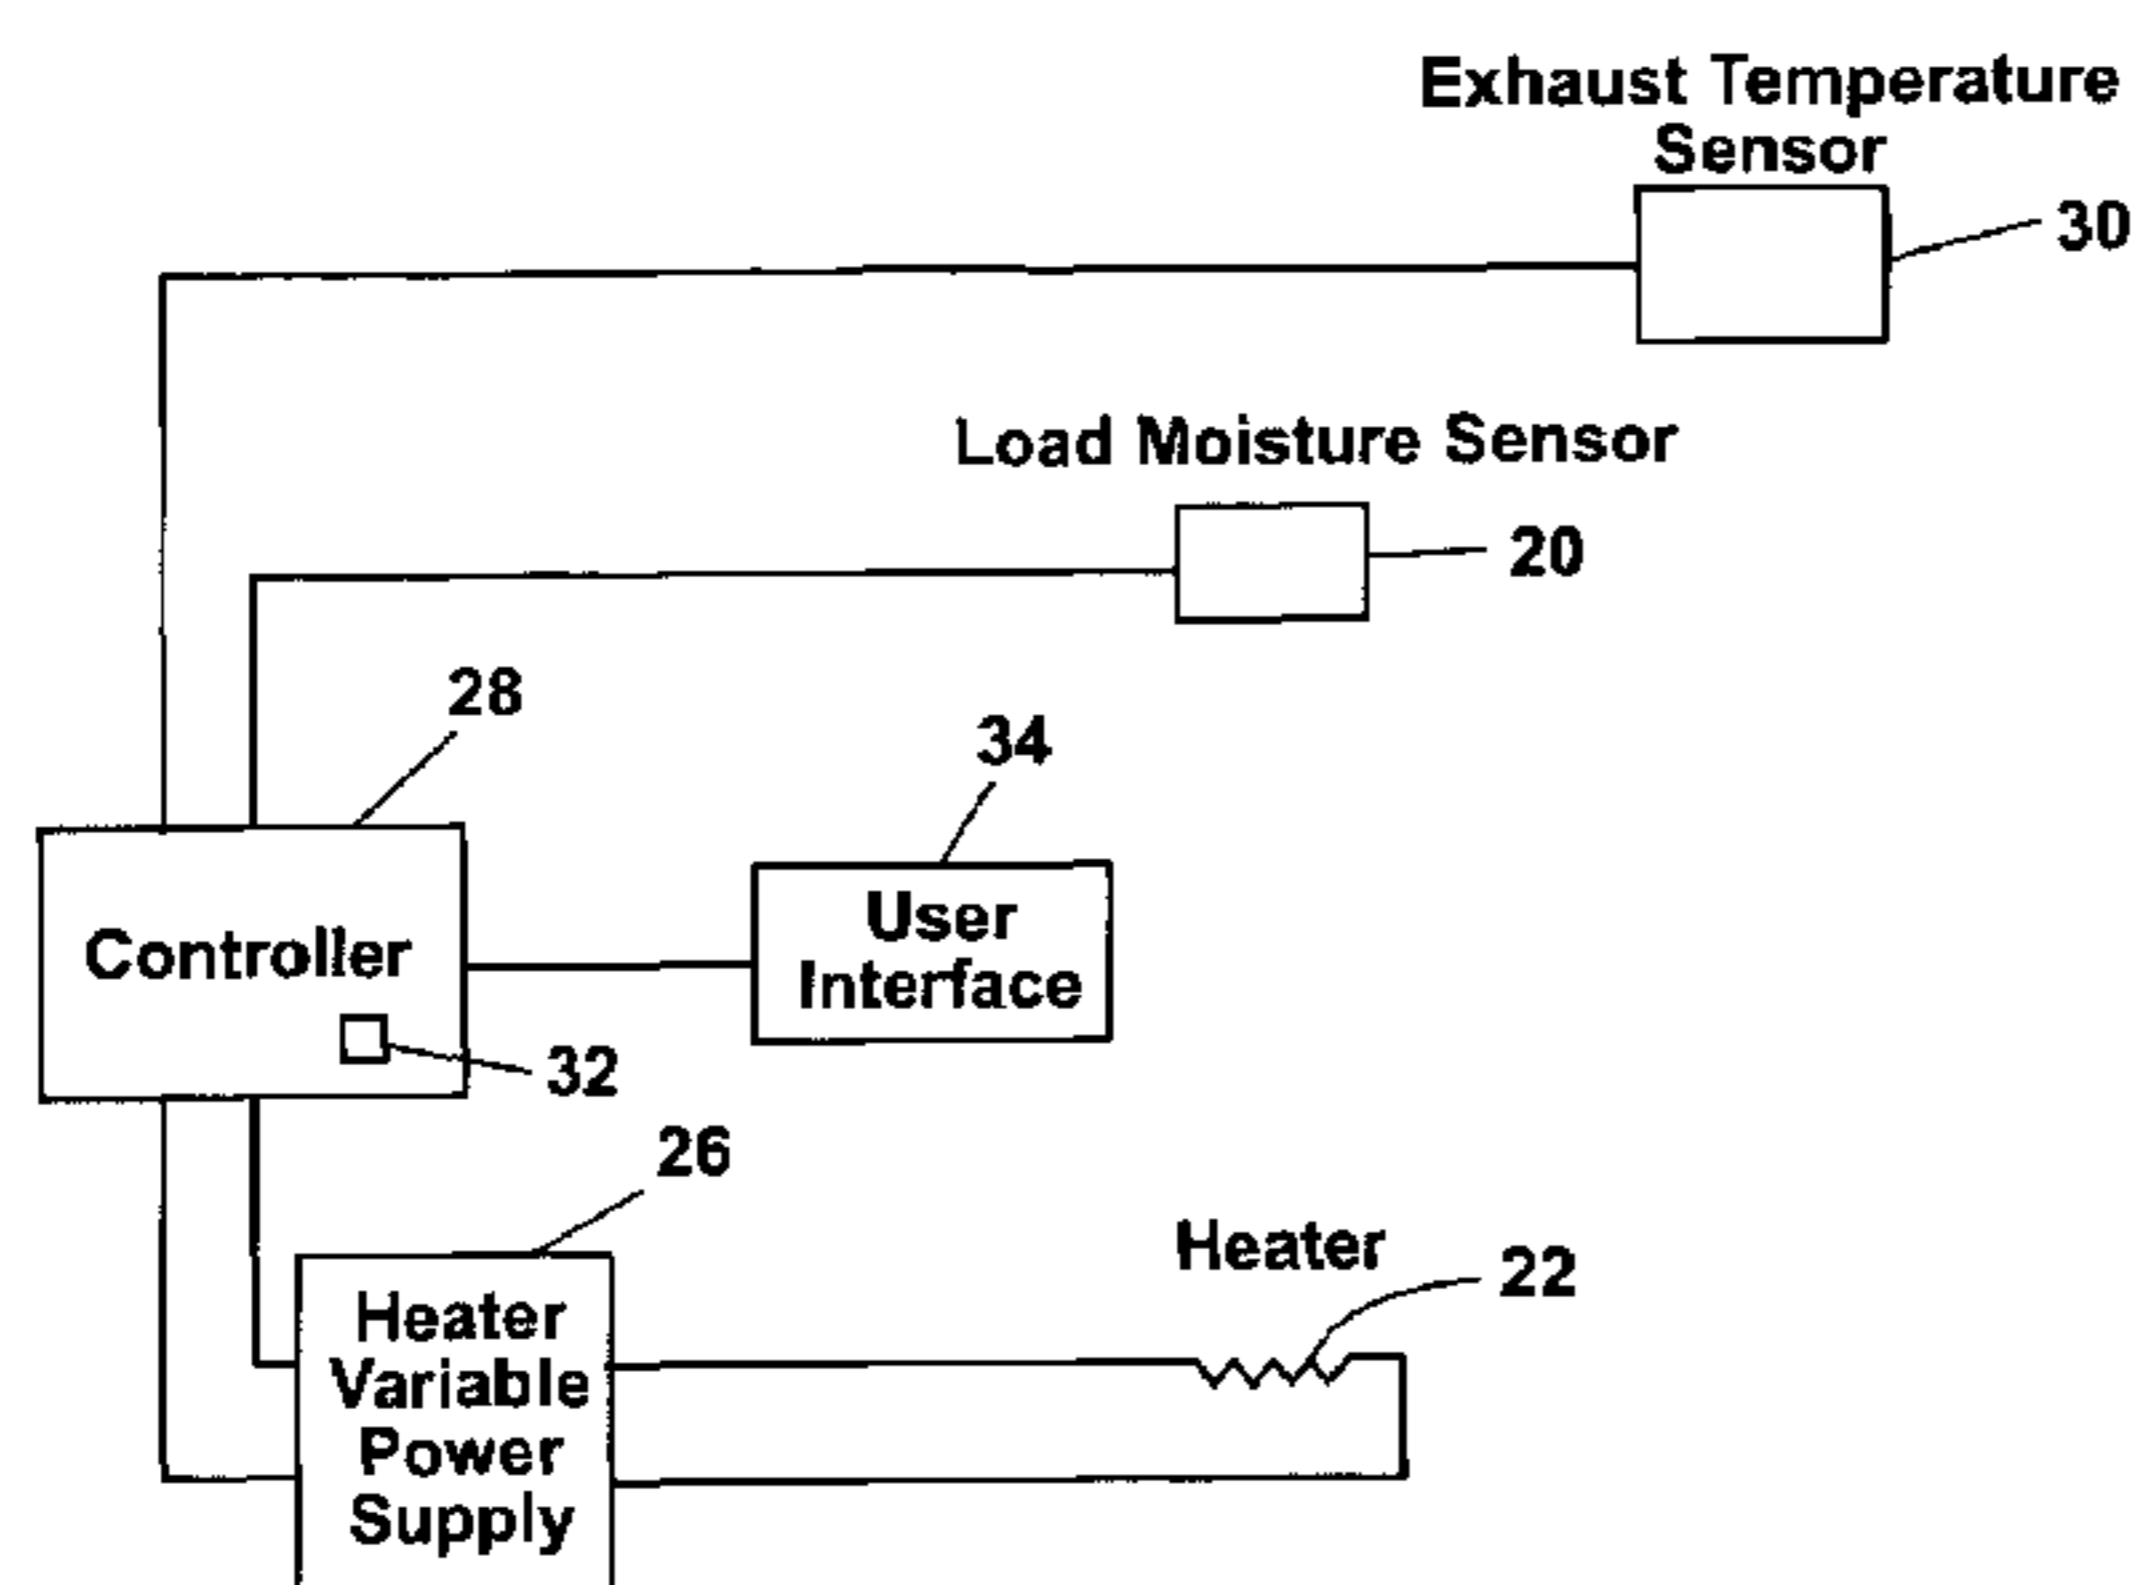 Exhaust Temperature
Sensor
30
Load Moisture Sensor
20
28
34
Controller
User
Interface
32
26
Heater
22
Heater
Variable
Power
Supply